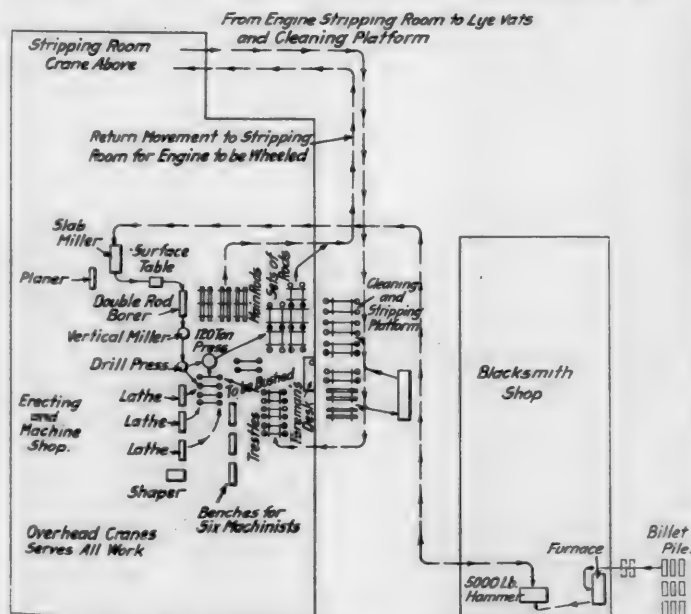 From Engine Stripping Room to Lye Vats
and Cleaning Platform
Stripping Room
Crane Above
Return Movement to Stripping
Room for Engine to be Wheeled
Slab
Miller
Surface
Table
Planer
Double Rod
Borer
Main Rods
Sets of
Rods
Cleaning
and
Stripping
Platform
Vertical Miller
120 Ton
Press
Drill Press
To be Bushed
Blacksmith
Shop
Lathe
Erecting
and
Machine
Shop.
Lathe
Lathe
Trestles
Foremans
Desk
Shaper
Benches for
Six Machinists
Overhead Cranes
Serves All Work
Furnace
Billet
Pile
5000 Lb.
Hammer